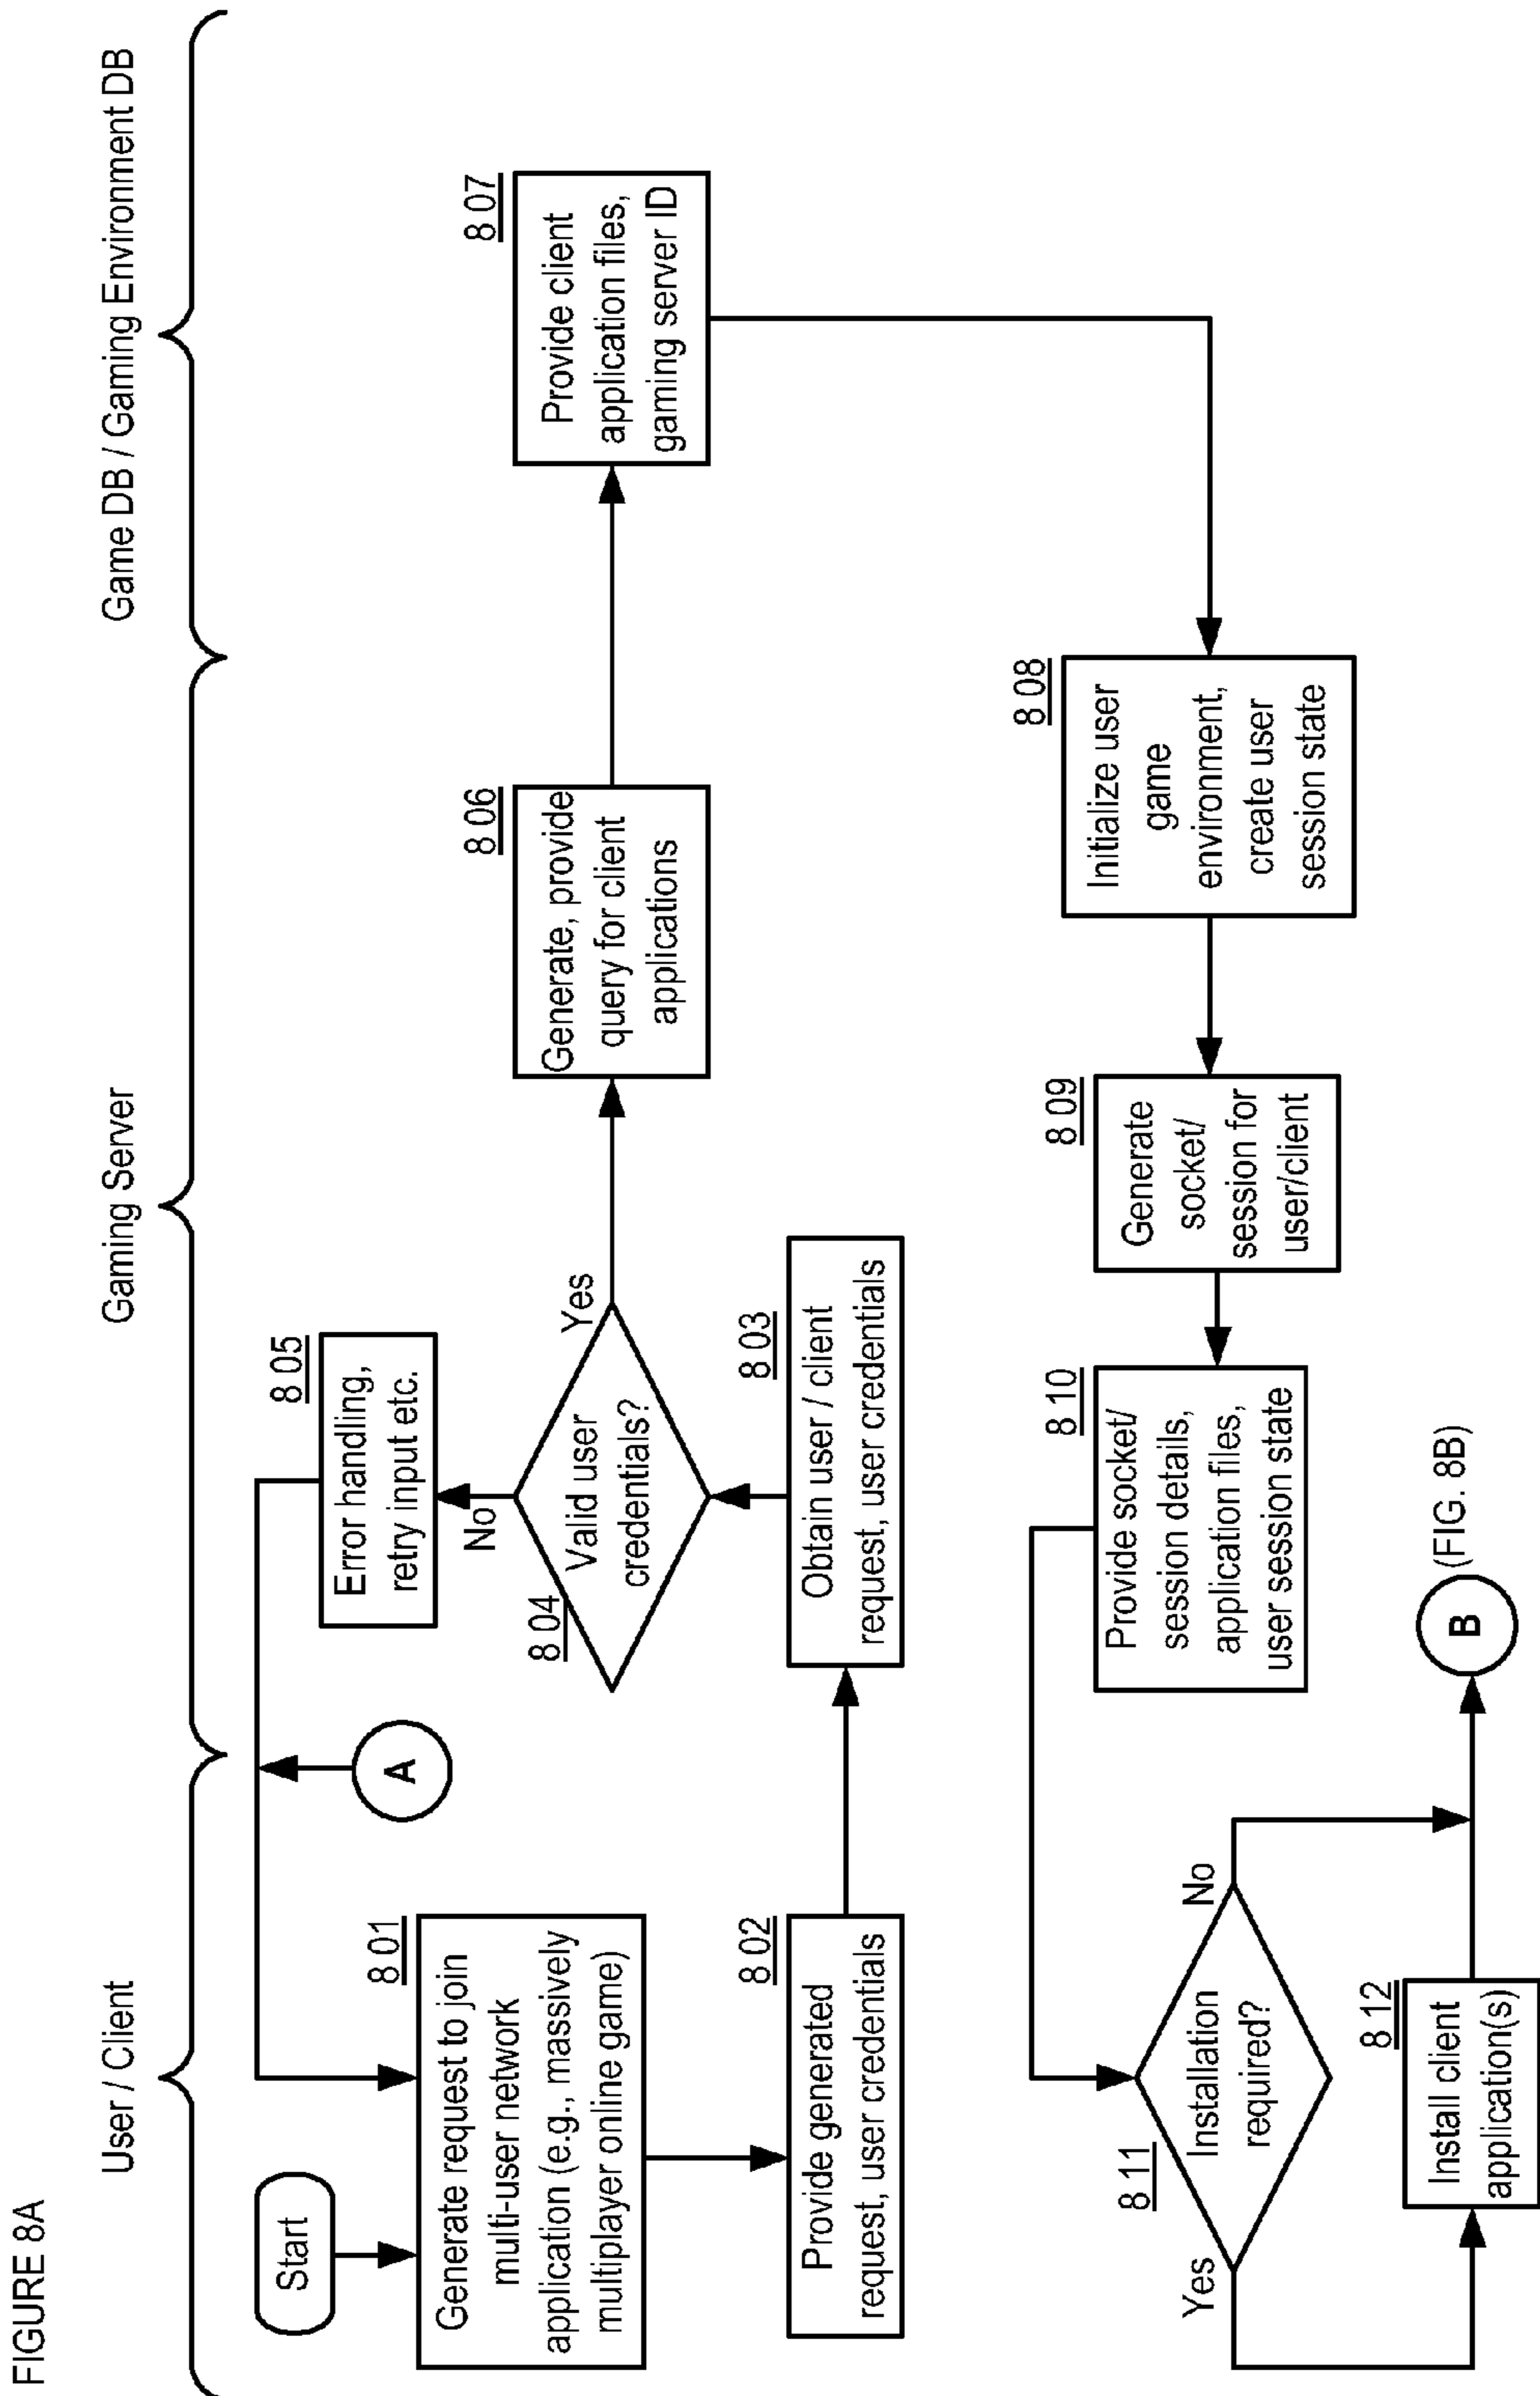 FIGURE 8A
User / Client
Gaming Server
Game DB / Gaming Environment DB
Start
8 01
Generate request to join
multi-user network
application (e.g., massively
multiplayer online game)
A
8 05
Error handling,
retry input etc.
No
8 04
Valid user
credentials?
Yes
8 06
Generate, provide
query for client
applications
8 07
Provide client
application files,
gaming server ID
8 02
Provide generated
request, user credentials
8 03
Obtain user / client
request, user credentials
8 11
Installation
required?
Yes
No
8 12
Install client
application(s)
8 10
Provide socket/
session details,
application files,
user session state
8 09
Generate
socket/
session for
user/client
8 08
Initialize user
game
environment,
create user
session state
B
(FIG. 8B)